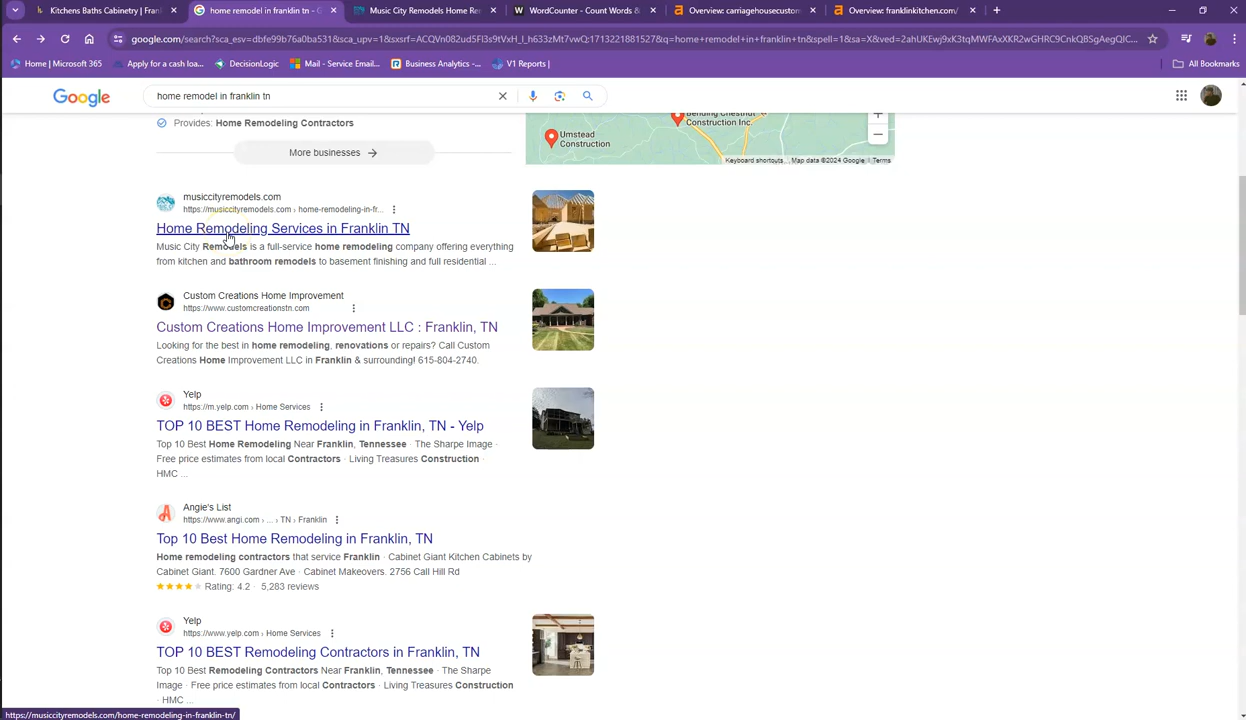 Kitchens Baths Cabinetry | Fran
home remodel in franklin tn - G
Music City Remodels Home Re
WordCounter - Count Words &
Overview: carriagehousecustom
Overview: franklinkitchen.com/
google.com/search?sca_esv=dbfe99b76a0ba531&sca_upv=1&sxsrf=ACQVn082ud5Fl3s9tVxH_l_h633zMt7vwQ:1713221881527&q=home+remodel+in+franklin+tn&spell=1&sa=X&ved=2ahUKEwj9xK3tqMWFAxXKR2wGHRC9CnkQBSgAegQIC...
Home | Microsoft 365
Apply for a cash loa...
DecisionLogic
Mail - Service Email...
Business Analytics -...
V1 Reports |
All Bookmarks
Google
home remodel in franklin tn
Provides: Home Remodeling Contractors
More businesses
Bending Chestnut
Construction Inc.
Umstead
Construction
Keyboard shortcuts
Map data ©2024 Google
Terms
musiccityremodels.com
https://musiccityremodels.com › home-remodeling-in-fr...
Home Remodeling Services in Franklin TN
Music City Remodels is a full-service home remodeling company offering everything
from kitchen and bathroom remodels to basement finishing and full residential ...
Custom Creations Home Improvement
https://www.customcreationstn.com
Custom Creations Home Improvement LLC : Franklin, TN
Looking for the best in home remodeling, renovations or repairs? Call Custom
Creations Home Improvement LLC in Franklin & surrounding! 615-804-2740.
Yelp
https://m.yelp.com › Home Services
TOP 10 BEST Home Remodeling in Franklin, TN - Yelp
Top 10 Best Home Remodeling Near Franklin, Tennessee · The Sharpe Image ·
Free price estimates from local Contractors · Living Treasures Construction ·
HMC ...
Angie's List
https://www.angi.com › ... › TN › Franklin
Top 10 Best Home Remodeling in Franklin, TN
Home remodeling contractors that service Franklin · Cabinet Giant Kitchen Cabinets by
Cabinet Giant. 7600 Gardner Ave · Cabinet Makeovers. 2756 Call Hill Rd
Rating: 4.2 · 5,283 reviews
Yelp
https://www.yelp.com › Home Services
TOP 10 BEST Remodeling Contractors in Franklin, TN
Top 10 Best Remodeling Contractors Near Franklin, Tennessee · The Sharpe
Image · Free price estimates from local Contractors · Living Treasures Construction
· HMC ...
https://musiccityremodels.com/home-remodeling-in-franklin-tn/